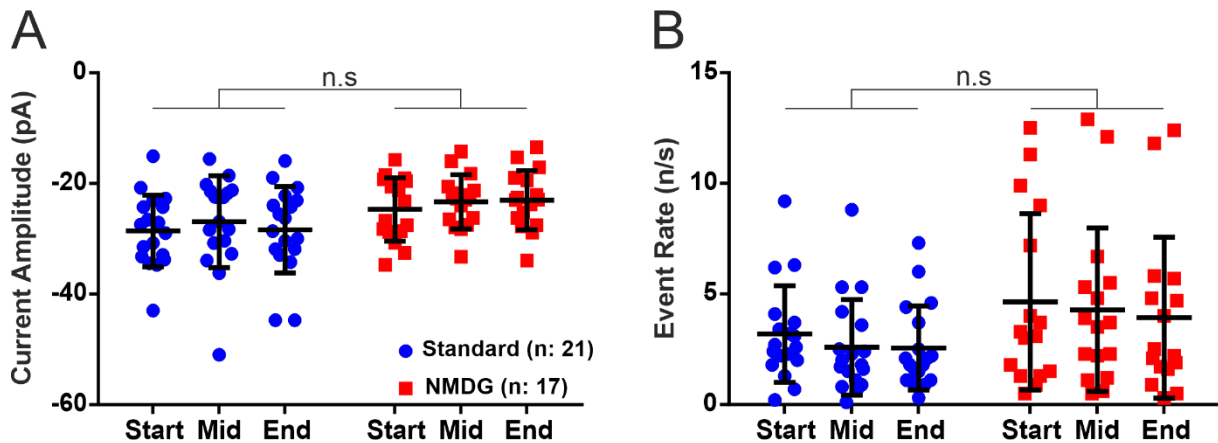 A
Current Amplitude (pA)
0
-20
-40
-60
n.s
Standard (n: 21)
NMDG (n: 17)
Start Mid End Start Mid End
B
Event Rate (n/s)
15
10
5
0
n.s
Start Mid End Start Mid End